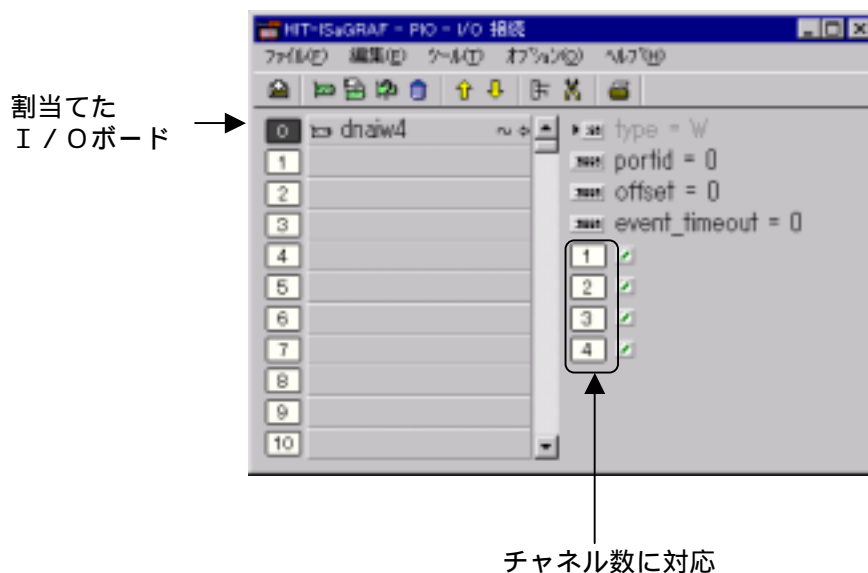 HIT-ISaGRAF - PIO - I/O 接続
ファイル(F) 編集(E) ツール(T) オプション(O) ヘルプ(H)
割当てた
Ｉ／Ｏボード
0 dnaiw4
1
2
3
4
5
6
7
8
9
10
type = W
portid = 0
offset = 0
event_timeout = 0
1
2
3
4
チャネル数に対応